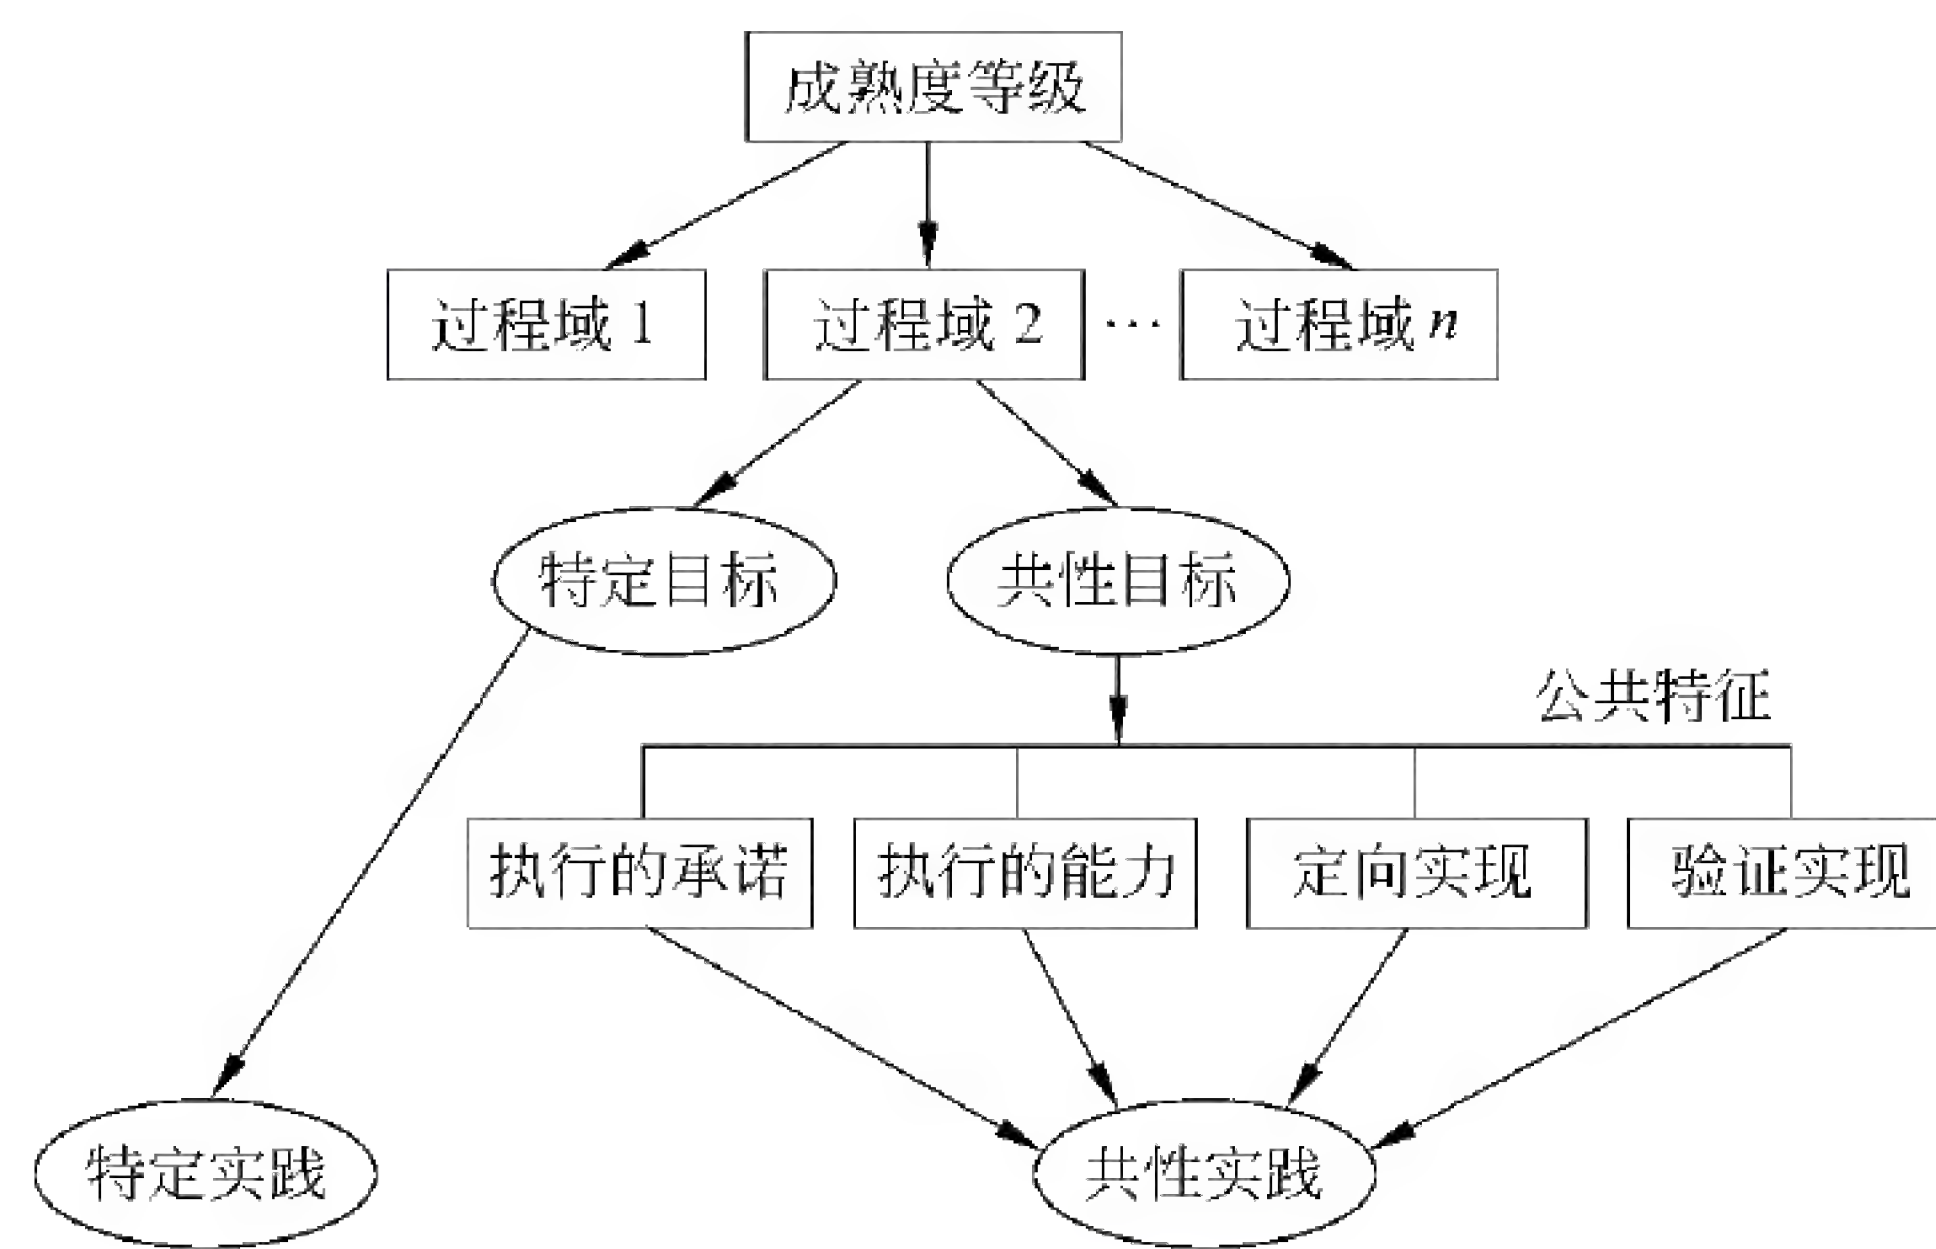 成熟度等级
过程域 1
过程域 2
…
过程域 n
特定目标
共性目标
公共特征
执行的承诺
执行的能力
定向实现
验证实现
特定实践
共性实践